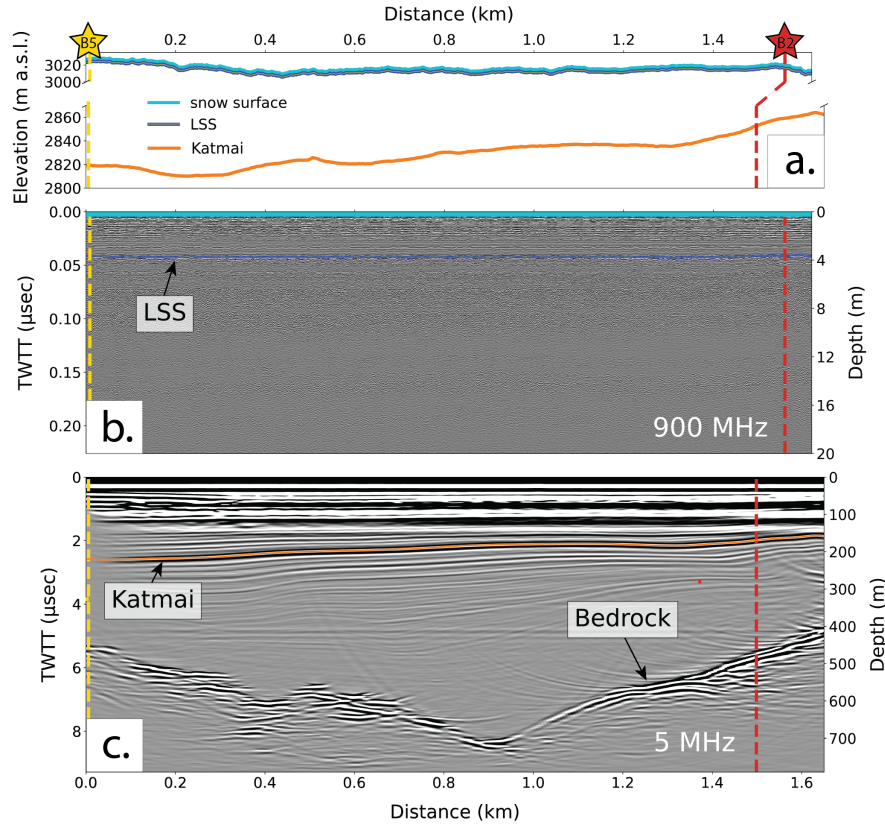 Distance (km)
0.2 0.4 0.6 0.8 1.0 1.2 1.4
B5
B2
Elevation (m a.s.l.)
3020
3000
2860
2840
2820
2800
snow surface
LSS
Katmai
a.
TWTT (μsec)
0.00
0.05
0.10
0.15
0.20
LSS
b.
900 MHz
Depth (m)
0
4
8
12
16
20
TWTT (μsec)
0
2
4
6
8
Katmai
Bedrock
c.
5 MHz
Depth (m)
0
100
200
300
400
500
600
700
0.0 0.2 0.4 0.6 0.8 1.0 1.2 1.4 1.6
Distance (km)